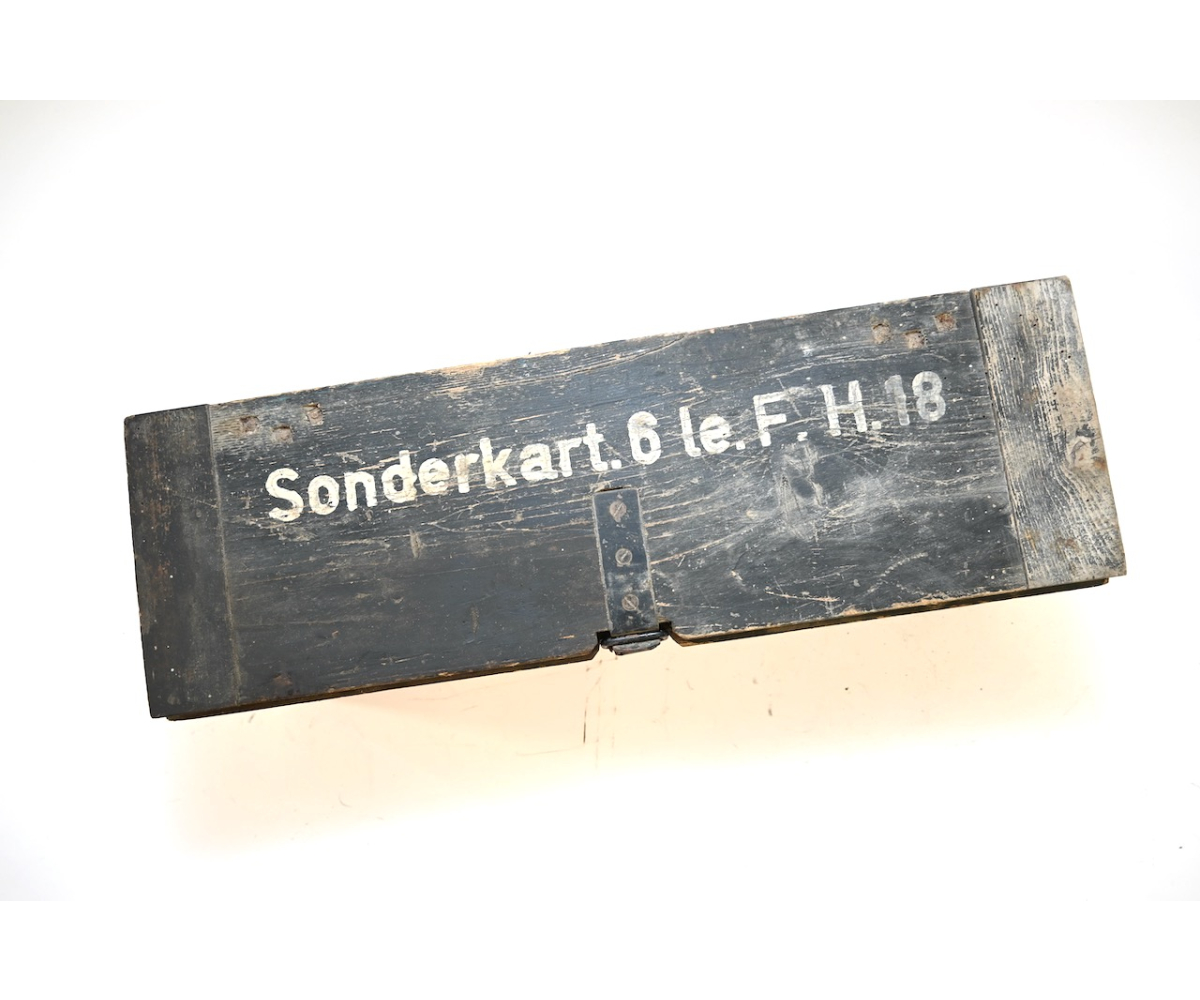 Sonderkart. 6 le. F. H. 18